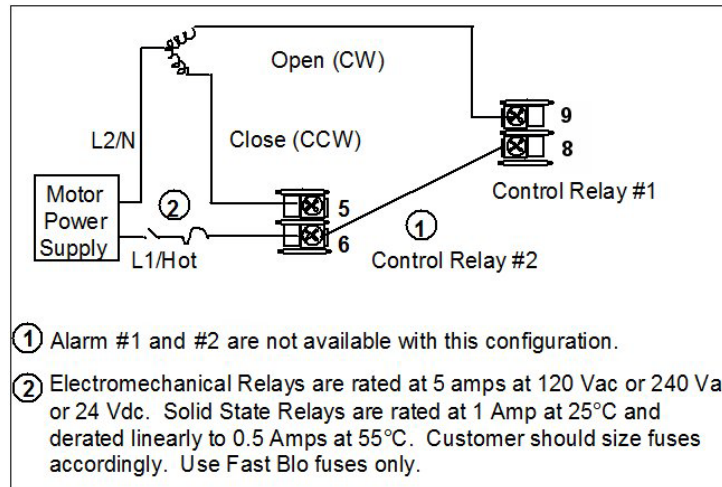 Open (CW)
9
L2/N
Close (CCW)
8
Control Relay #1
Motor
Power
Supply
2
5
6
1
L1/Hot
Control Relay #2
1 Alarm #1 and #2 are not available with this configuration.
2 Electromechanical Relays are rated at 5 amps at 120 Vac or 240 Va
or 24 Vdc. Solid State Relays are rated at 1 Amp at 25°C and
derated linearly to 0.5 Amps at 55°C. Customer should size fuses
accordingly. Use Fast Blo fuses only.